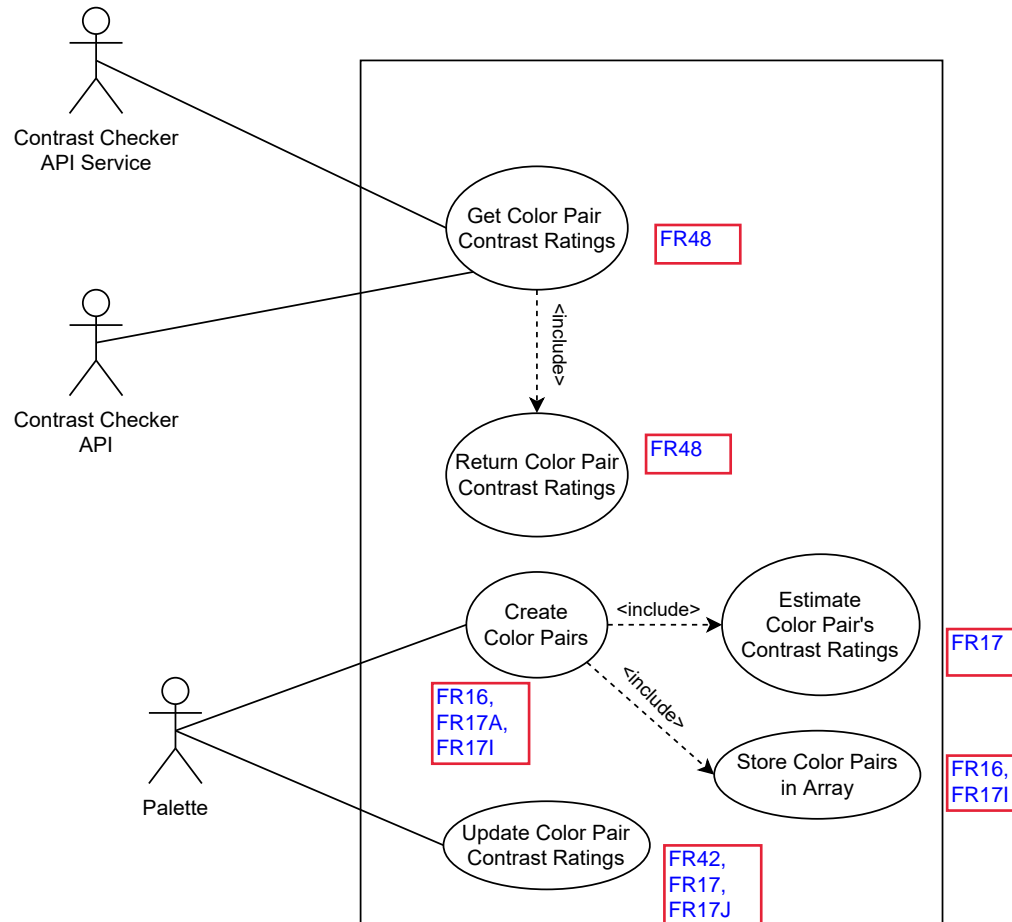 Contrast Checker
API Service
Get Color Pair
Contrast Ratings
FR48
<include>
Contrast Checker
API
Return Color Pair
Contrast Ratings
FR48
Create
Color Pairs
<include>
Estimate
Color Pair's
Contrast Ratings
FR17
FR16,
FR17A,
FR17I
<include>
Store Color Pairs
in Array
FR16,
FR17I
Palette
Update Color Pair
Contrast Ratings
FR42,
FR17,
FR17J